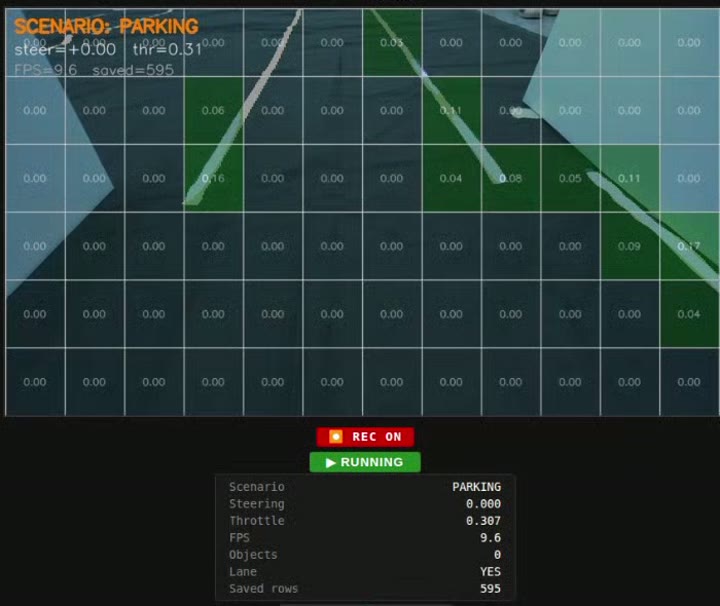 SCENARIO: PARKING
steer=+0.00 | thr=0.31
FPS=9.6 saved=595
0.00 0.03 0.00 0.00 0.00 0.00 0.00
0.00 0.00 0.00 0.06 0.00 0.00 0.00 0.11 0.00 0.00 0.00 0.00
0.00 0.00 0.00 0.16 0.00 0.00 0.00 0.04 0.08 0.05 0.11 0.00
0.00 0.00 0.00 0.00 0.00 0.00 0.00 0.00 0.00 0.00 0.09 0.17
0.00 0.00 0.00 0.00 0.00 0.00 0.00 0.00 0.00 0.00 0.00 0.04
0.00 0.00 0.00 0.00 0.00 0.00 0.00 0.00 0.00 0.00 0.00 0.00
REC ON
▶ RUNNING
Scenario PARKING
Steering 0.000
Throttle 0.307
FPS 9.6
Objects 0
Lane YES
Saved rows 595